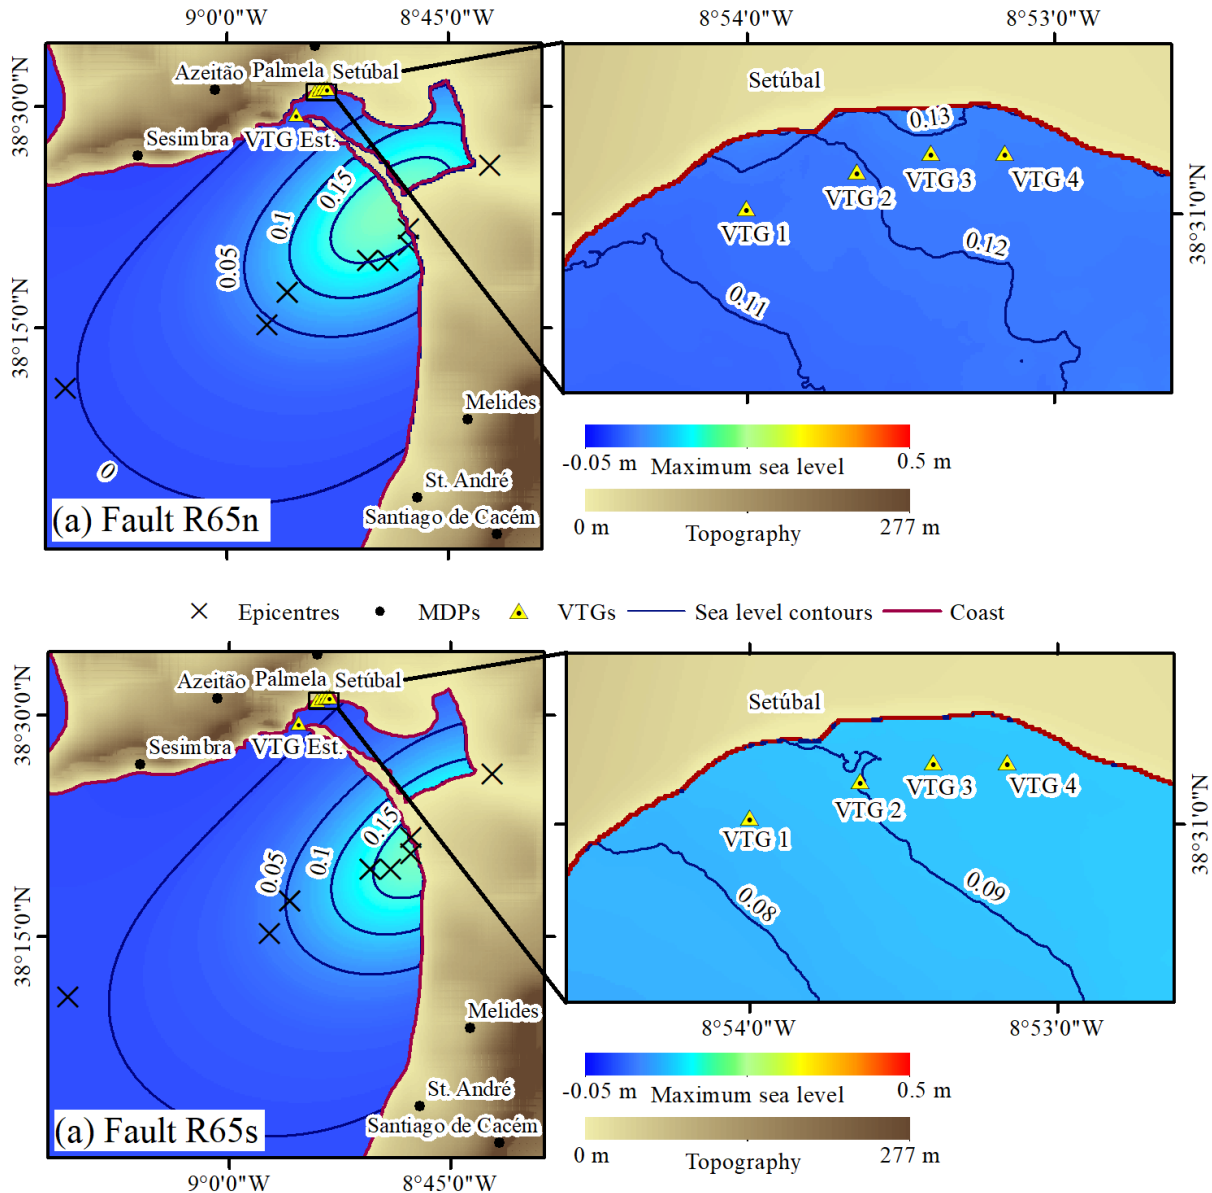 9°0'0"W
8°45'0"W
8°54'0"W
8°53'0"W
38°30'0"N
38°15'0"N
Azeitão
Palmela
Setúbal
Sesimbra
VTG Est.
0.15
0.1
0.05
0
Melides
St. André
Santiago de Cacém
(a) Fault R65n
Setúbal
0.13
VTG 3
VTG 4
VTG 2
VTG 1
0.12
0.11
38°31'0"N
-0.05 m
Maximum sea level
0.5 m
0 m
Topography
277 m
Epicentres
MDPs
VTGs
Sea level contours
Coast
38°30'0"N
38°15'0"N
Azeitão
Palmela
Setúbal
Sesimbra
VTG Est.
0.15
0.1
0.05
Melides
St. André
Santiago de Cacém
(a) Fault R65s
9°0'0"W
8°45'0"W
Setúbal
VTG 3
VTG 4
VTG 2
VTG 1
0.09
0.08
38°31'0"N
8°54'0"W
8°53'0"W
-0.05 m
Maximum sea level
0.5 m
0 m
Topography
277 m